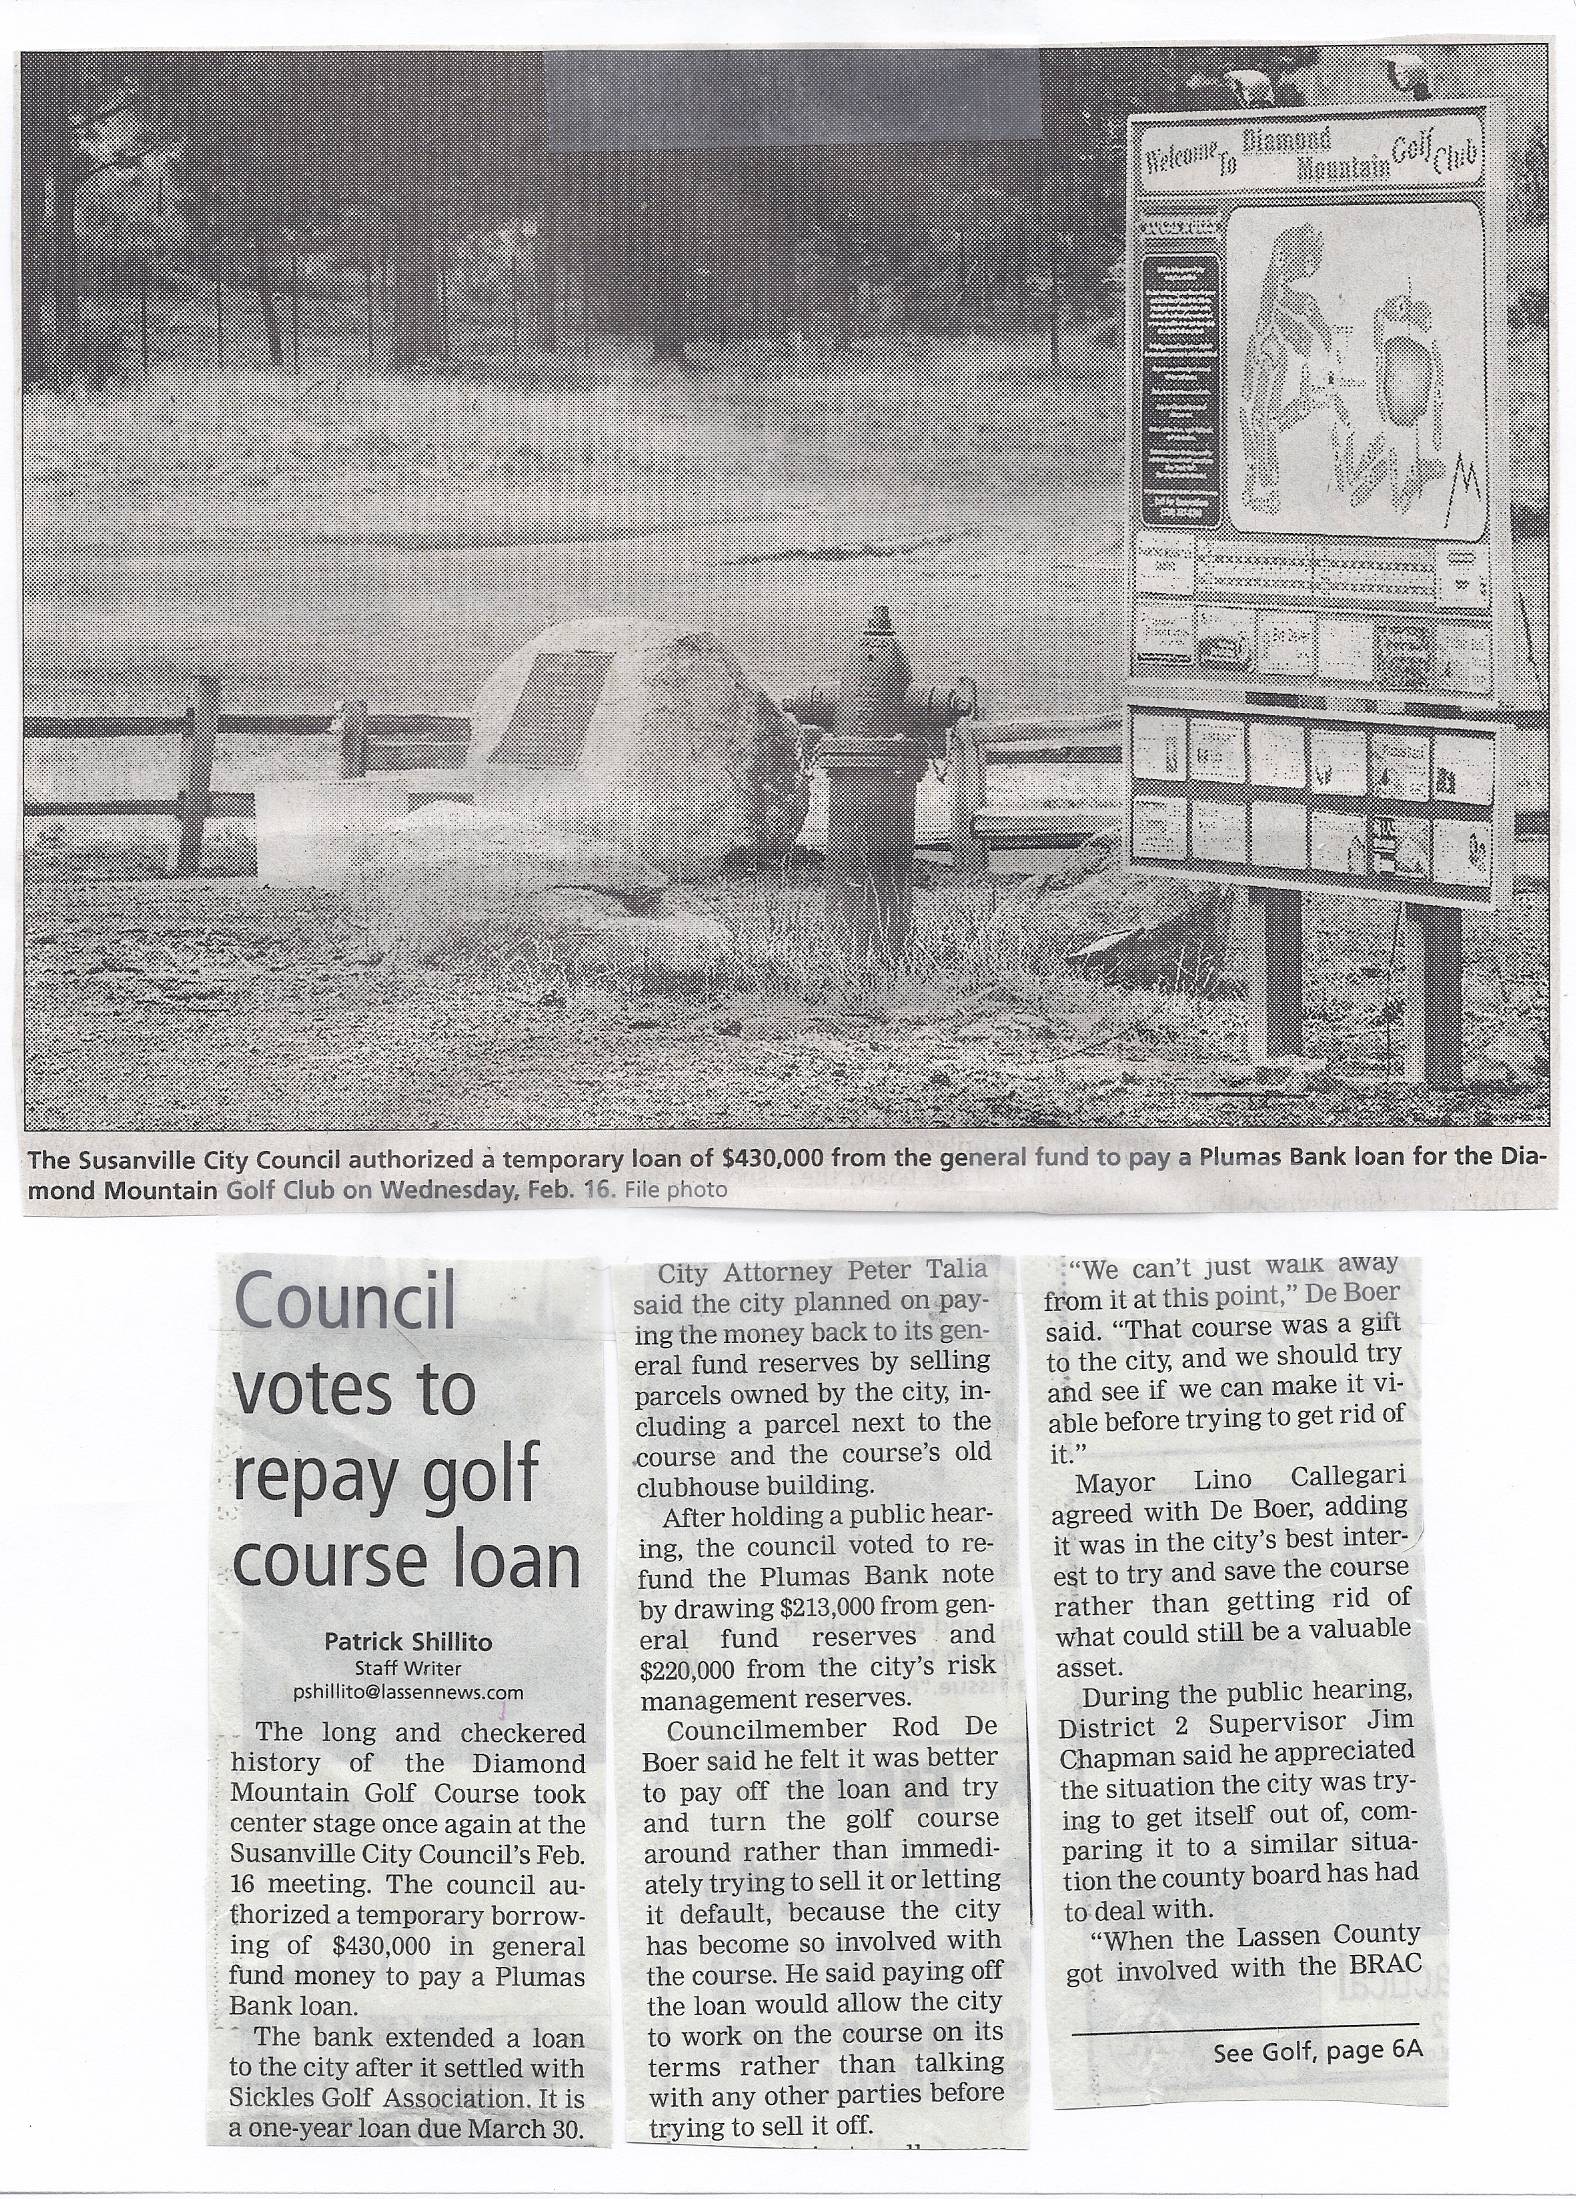 Welcome To Diamond Mountain Golf Club
The Susanville City Council authorized a temporary loan of $430,000 from the general fund to pay a Plumas Bank loan for the Dia-
mond Mountain Golf Club on Wednesday, Feb. 16. File photo
Council
votes to
repay golf
course loan
Patrick Shillito
Staff Writer
pshillito@lassennews.com
The long and checkered
history of the Diamond
Mountain Golf Course took
center stage once again at the
Susanville City Council's Feb.
16 meeting. The council au-
thorized a temporary borrow-
ing of $430,000 in general
fund money to pay a Plumas
Bank loan.
The bank extended a loan
to the city after it settled with
Sickles Golf Association. It is
a one-year loan due March 30.
City Attorney Peter Talia
said the city planned on pay-
ing the money back to its gen-
eral fund reserves by selling
parcels owned by the city, in-
cluding a parcel next to the
course and the course's old
clubhouse building.
After holding a public hear-
ing, the council voted to re-
fund the Plumas Bank note
by drawing $213,000 from gen-
eral fund reserves and
$220,000 from the city's risk
management reserves.
Councilmember Rod De
Boer said he felt it was better
to pay off the loan and try
and turn the golf course
around rather than immedi-
ately trying to sell it or letting
it default, because the city
has become so involved with
the course. He said paying off
the loan would allow the city
to work on the course on its
terms rather than talking
with any other parties before
trying to sell it off.
“We can't just walk away
from it at this point,” De Boer
said. “That course was a gift
to the city, and we should try
and see if we can make it vi-
able before trying to get rid of
it.”
Mayor Lino Callegari
agreed with De Boer, adding
it was in the city's best inter-
est to try and save the course
rather than getting rid of
what could still be a valuable
asset.
During the public hearing,
District 2 Supervisor Jim
Chapman said he appreciated
the situation the city was try-
ing to get itself out of, com-
paring it to a similar situa-
tion the county board has had
to deal with.
“When the Lassen County
got involved with the BRAC
See Golf, page 6A